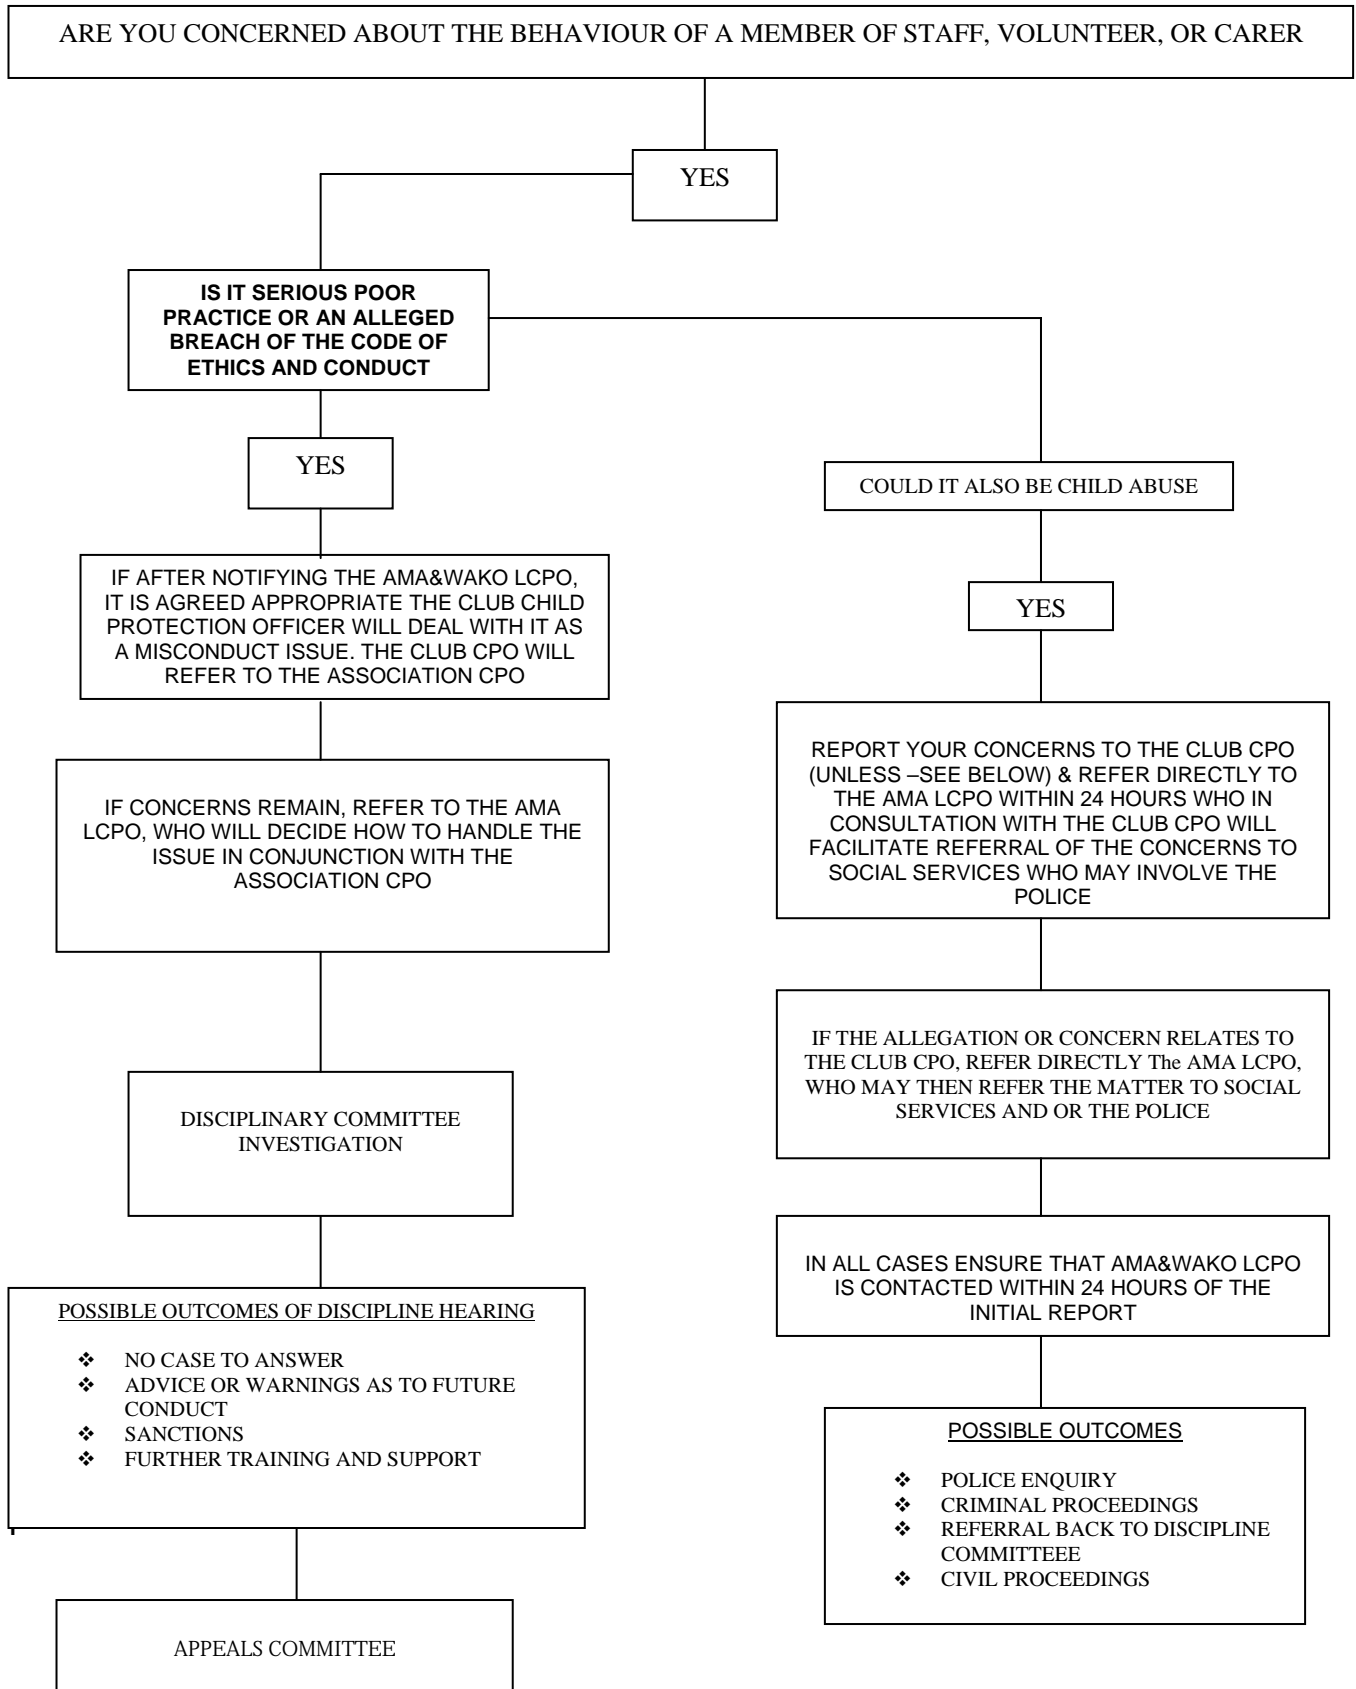 ARE YOU CONCERNED ABOUT THE BEHAVIOUR OF A MEMBER OF STAFF, VOLUNTEER, OR CARER
YES
IS IT SERIOUS POOR
PRACTICE OR AN ALLEGED
BREACH OF THE CODE OF
ETHICS AND CONDUCT
YES
IF AFTER NOTIFYING THE AMA&WAKO LCPO,
IT IS AGREED APPROPRIATE THE CLUB CHILD
PROTECTION OFFICER WILL DEAL WITH IT AS
A MISCONDUCT ISSUE. THE CLUB CPO WILL
REFER TO THE ASSOCIATION CPO
IF CONCERNS REMAIN, REFER TO THE AMA
LCPO, WHO WILL DECIDE HOW TO HANDLE THE
ISSUE IN CONJUNCTION WITH THE
ASSOCIATION CPO
DISCIPLINARY COMMITTEE
INVESTIGATION
POSSIBLE OUTCOMES OF DISCIPLINE HEARING
❖ NO CASE TO ANSWER
❖ ADVICE OR WARNINGS AS TO FUTURE
CONDUCT
❖ SANCTIONS
❖ FURTHER TRAINING AND SUPPORT
APPEALS COMMITTEE
COULD IT ALSO BE CHILD ABUSE
YES
REPORT YOUR CONCERNS TO THE CLUB CPO
(UNLESS –SEE BELOW) & REFER DIRECTLY TO
THE AMA LCPO WITHIN 24 HOURS WHO IN
CONSULTATION WITH THE CLUB CPO WILL
FACILITATE REFERRAL OF THE CONCERNS TO
SOCIAL SERVICES WHO MAY INVOLVE THE
POLICE
IF THE ALLEGATION OR CONCERN RELATES TO
THE CLUB CPO, REFER DIRECTLY The AMA LCPO,
WHO MAY THEN REFER THE MATTER TO SOCIAL
SERVICES AND OR THE POLICE
IN ALL CASES ENSURE THAT AMA&WAKO LCPO
IS CONTACTED WITHIN 24 HOURS OF THE
INITIAL REPORT
POSSIBLE OUTCOMES
❖ POLICE ENQUIRY
❖ CRIMINAL PROCEEDINGS
❖ REFERRAL BACK TO DISCIPLINE
COMMITTEEE
❖ CIVIL PROCEEDINGS